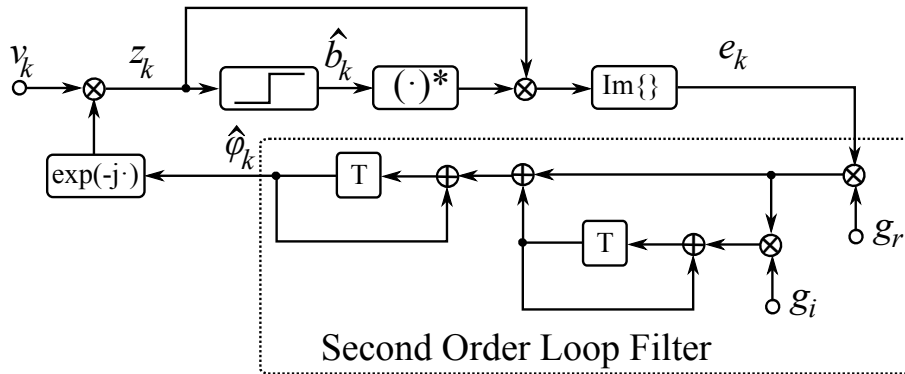 v_k
z_k
b̂_k
(·)*
Im{}
e_k
φ̂_k
exp(-j·)
T
T
g_r
g_i
Second Order Loop Filter